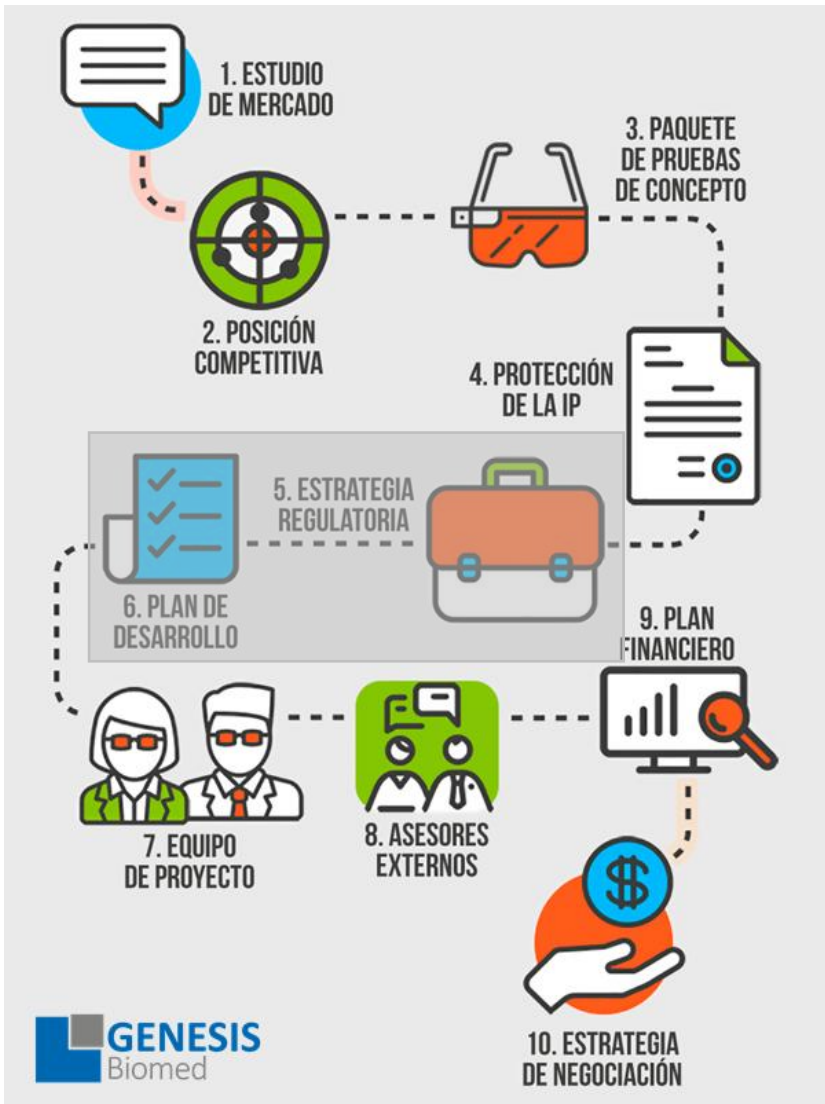 1. ESTUDIO
DE MERCADO
2. POSICIÓN
COMPETITIVA
3. PAQUETE
DE PRUEBAS
DE CONCEPTO
4. PROTECCIÓN
DE LA IP
5. ESTRATEGIA
REGULATORIA
6. PLAN DE
DESARROLLO
7. EQUIPO
DE PROYECTO
8. ASESORES
EXTERNOS
9. PLAN
FINANCIERO
$
10. ESTRATEGIA
DE NEGOCIACIÓN
GENESIS
Biomed